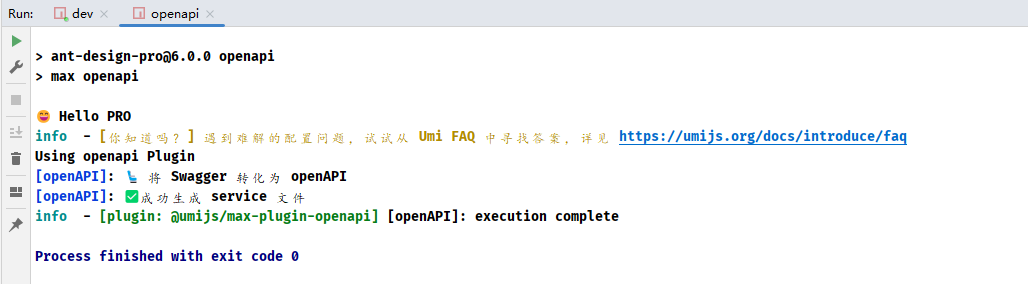 Run: dev openapi
> ant-design-pro@6.0.0 openapi
> max openapi
😄 Hello PRO
info  - [你知道吗？] 遇到难解的配置问题，试试从 Umi FAQ 中寻找答案，详见 https://umijs.org/docs/introduce/faq
Using openapi Plugin
[openAPI]: 💺 将 Swagger 转化为 openAPI
[openAPI]: ✅成功生成 service 文件
info  - [plugin: @umijs/max-plugin-openapi] [openAPI]: execution complete
Process finished with exit code 0